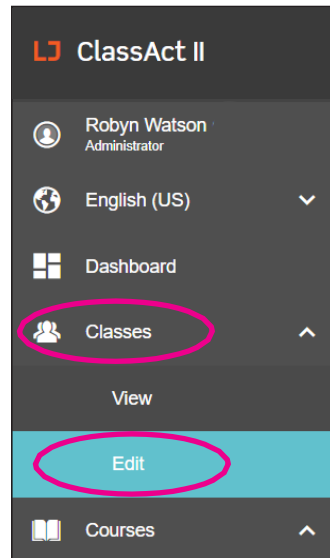 LJ ClassAct II
Robyn Watson
Administrator
English (US)
Dashboard
Classes
View
Edit
Courses